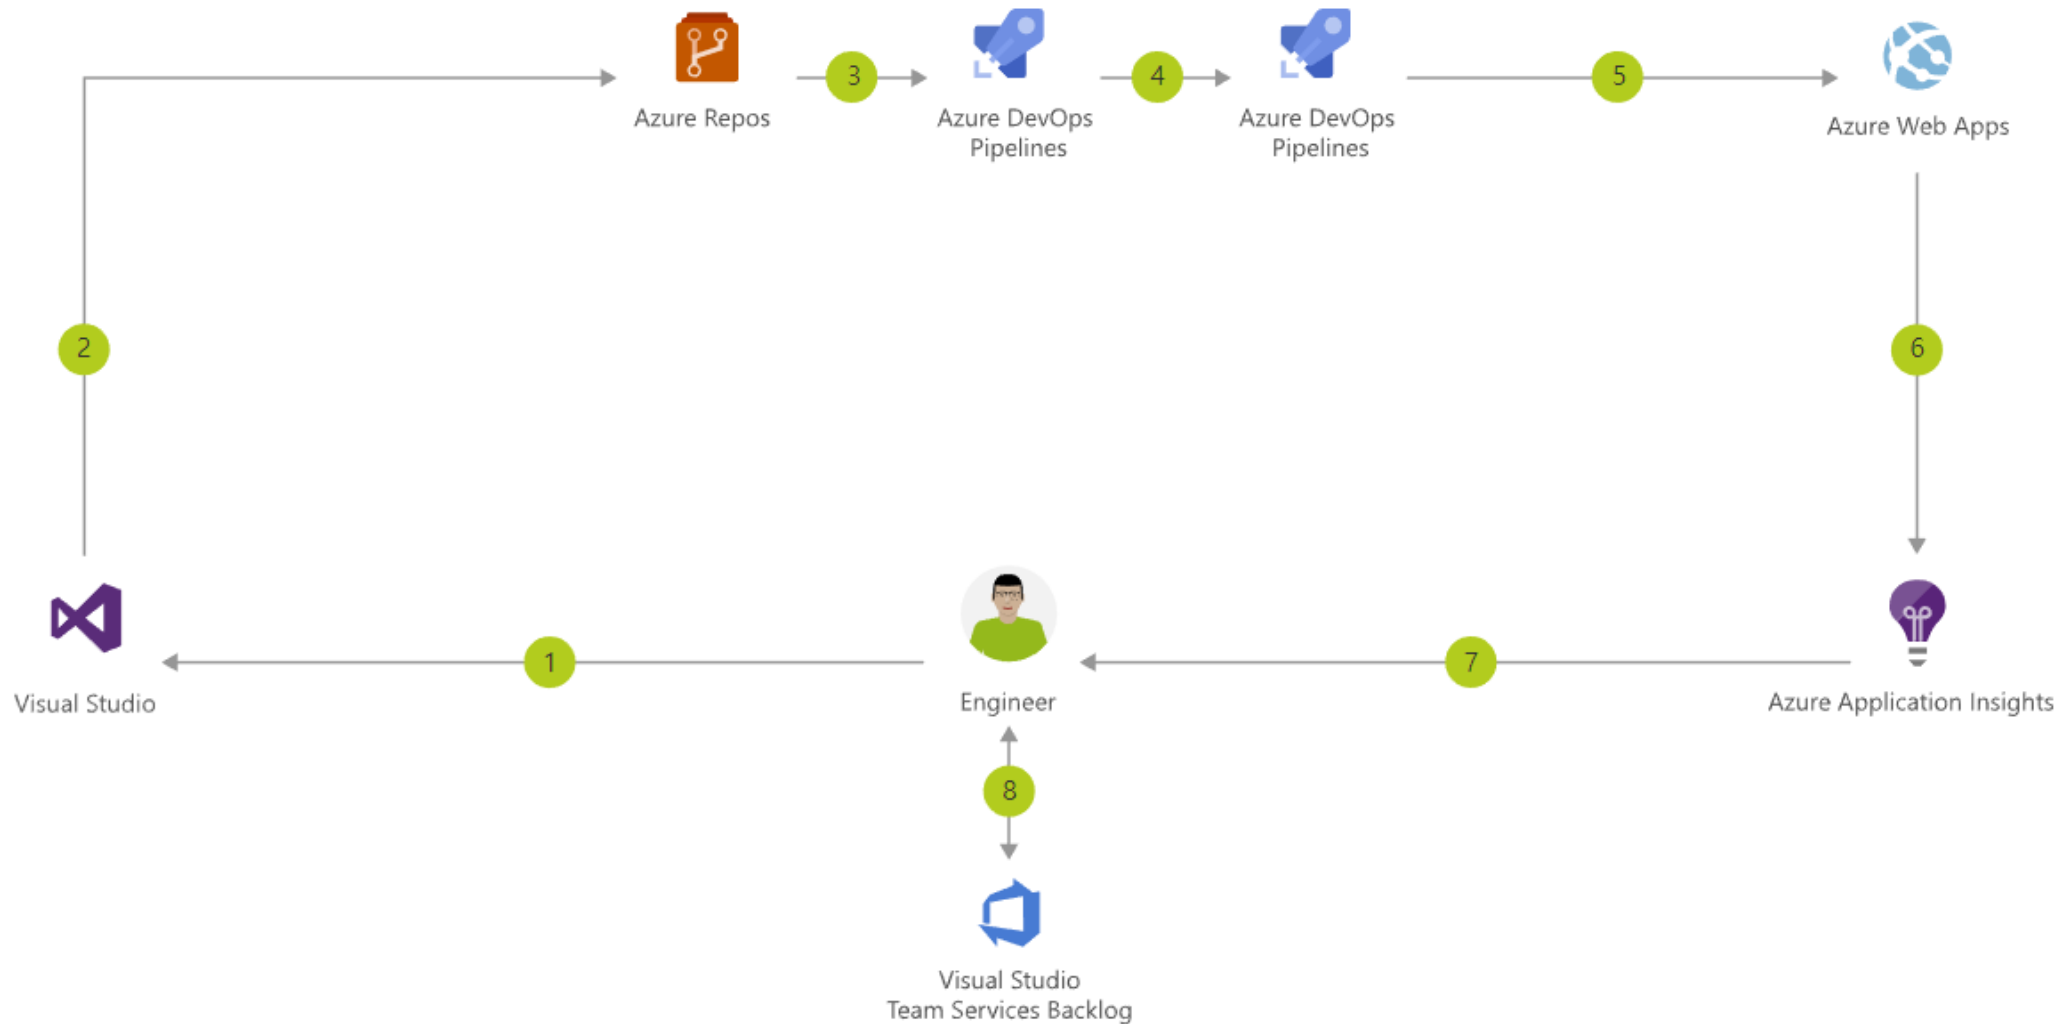 3
4
5
Azure Repos
Azure DevOps
Pipelines
Azure DevOps
Pipelines
Azure Web Apps
2
6
1
7
Visual Studio
Engineer
Azure Application Insights
8
Visual Studio
Team Services Backlog